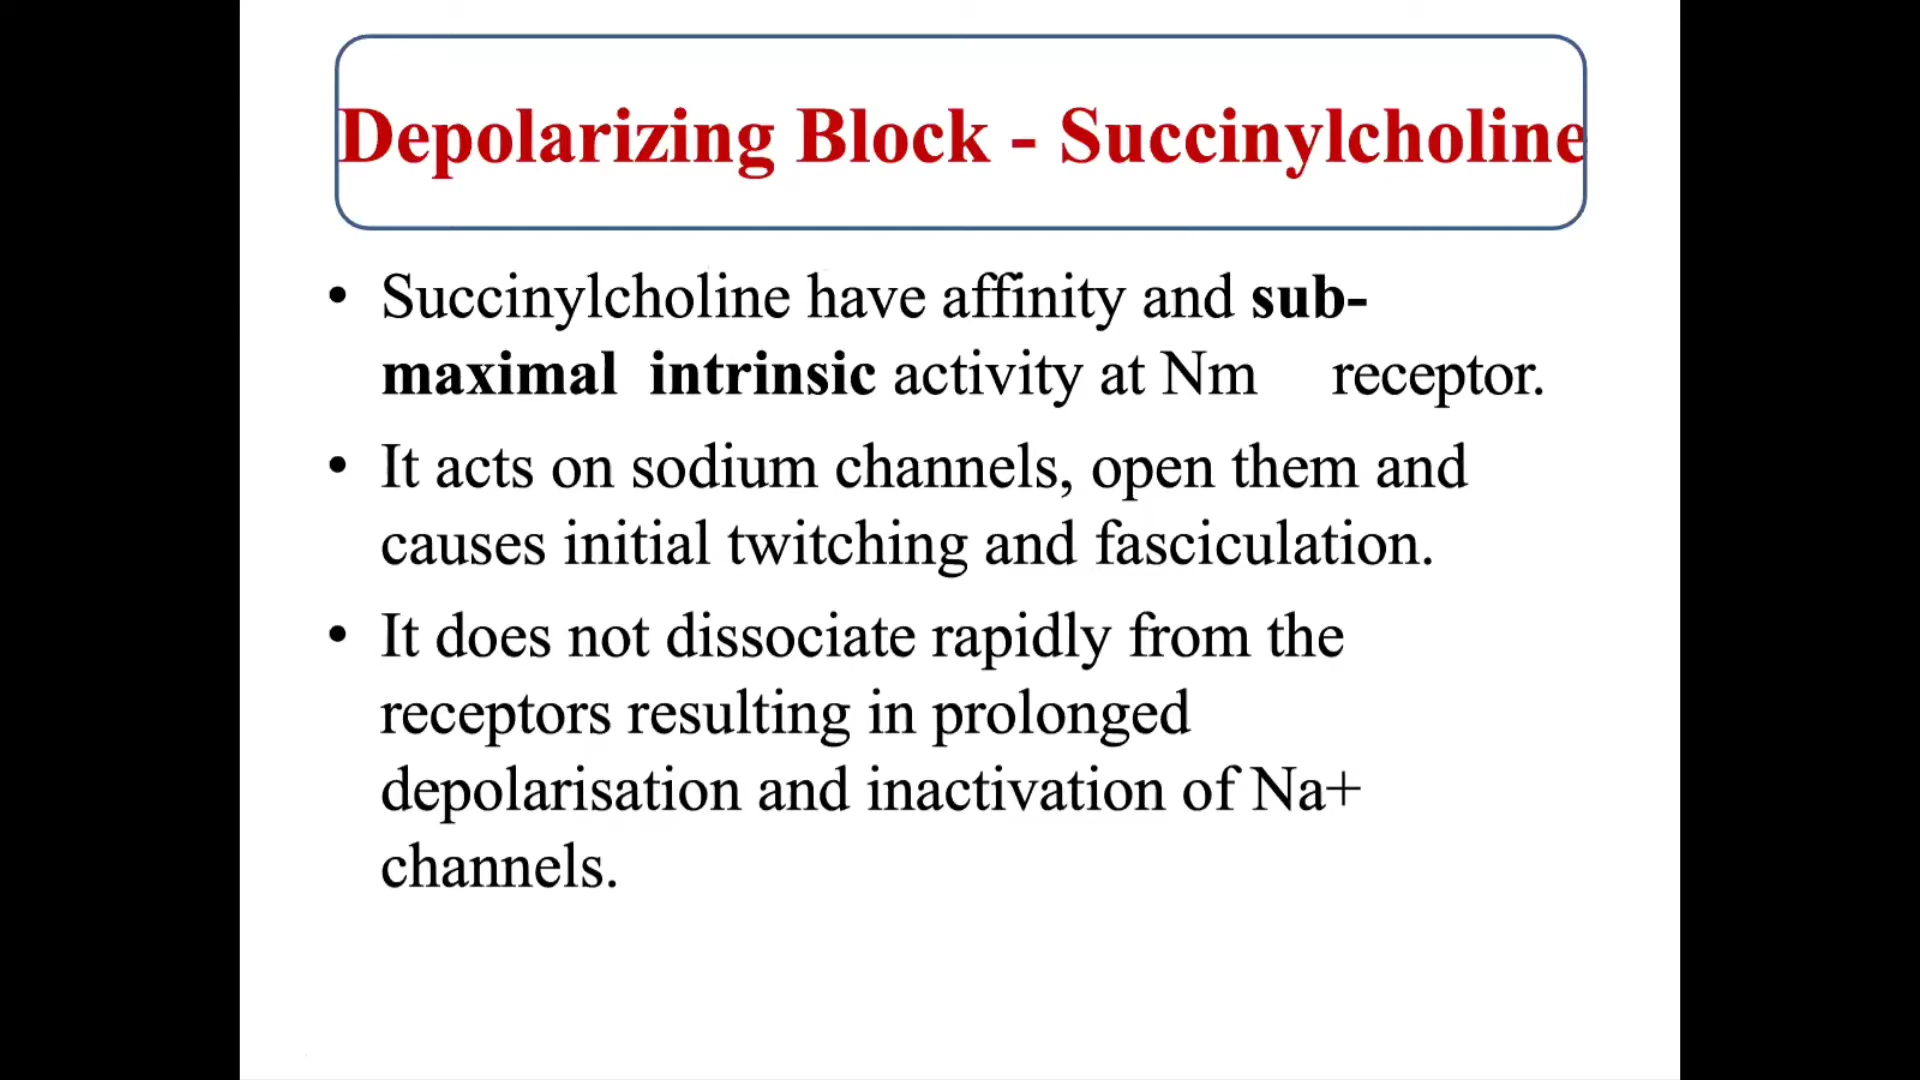 Depolarizing Block - Succinylcholine
• Succinylcholine have affinity and sub-
maximal intrinsic activity at Nm receptor.
• It acts on sodium channels, open them and
causes initial twitching and fasciculation.
• It does not dissociate rapidly from the
receptors resulting in prolonged
depolarisation and inactivation of Na+
channels.